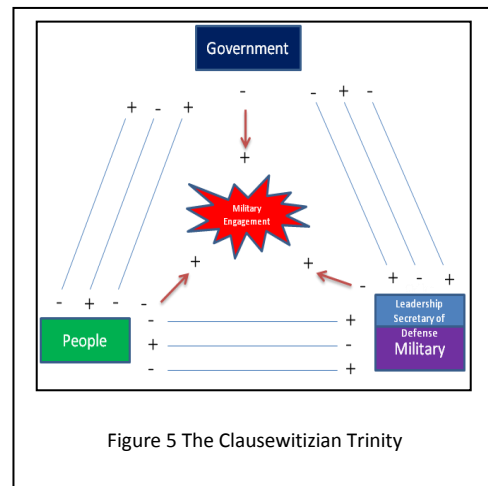 Government
- - + -
+ - +
+
Military
Engagement
+ +
- + - + - +
- -
Leadership
Secretary of
Defense
People
Military
- +
+ -
- +
Figure 5 The Clausewitizian Trinity